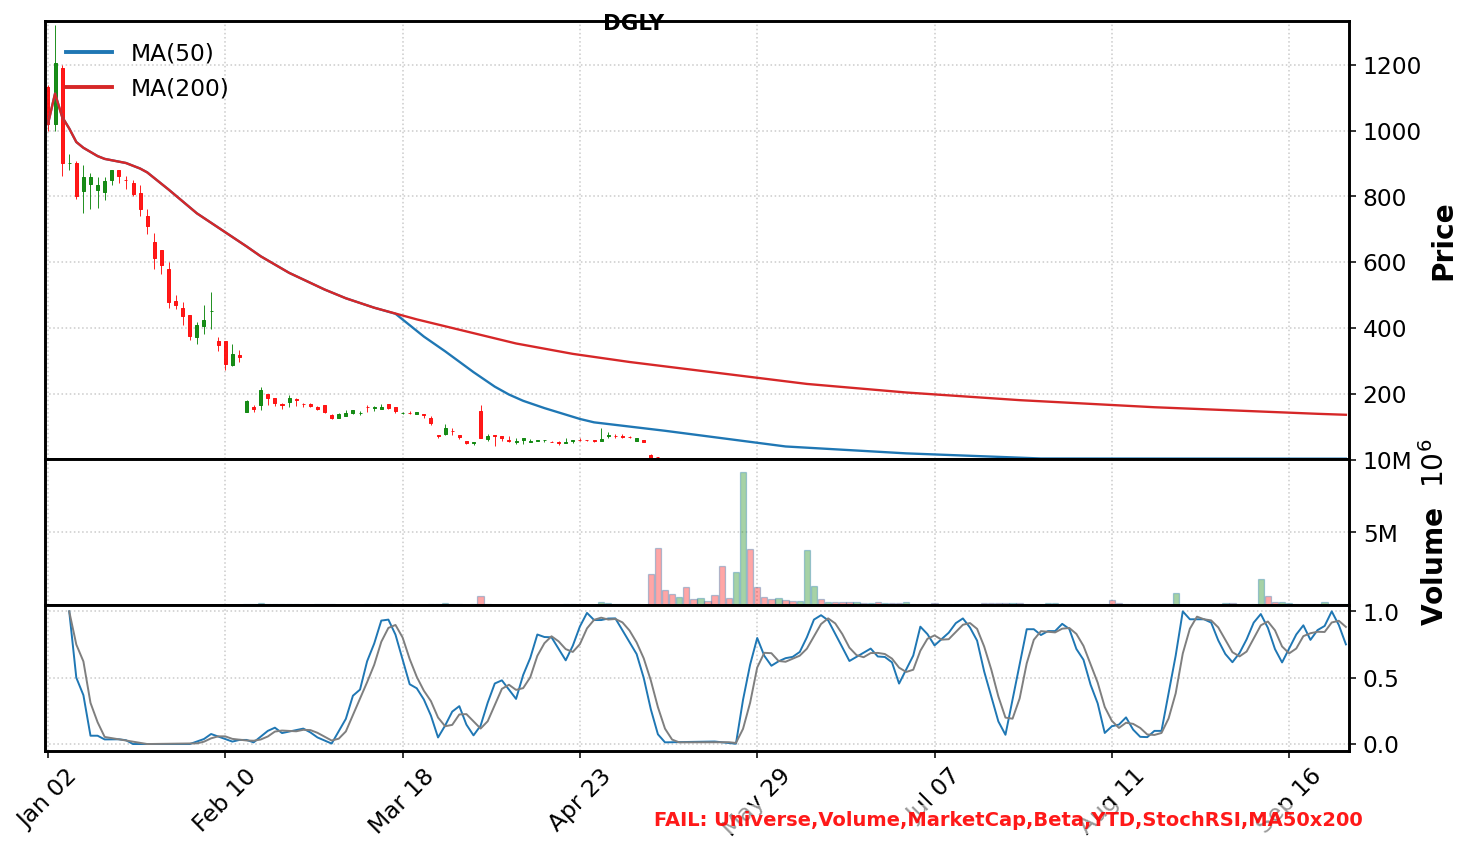 DGLY
MA(50)
MA(200)
1200
1000
800
600
400
200
Price
10M
5M
Volume 10^6
1.0
0.5
0.0
Jan 02
Feb 10
Mar 18
Apr 23
May 29
Jul 07
Aug 11
Sep 16
FAIL: Universe,Volume,MarketCap,Beta,YTD,StochRSI,MA50x200